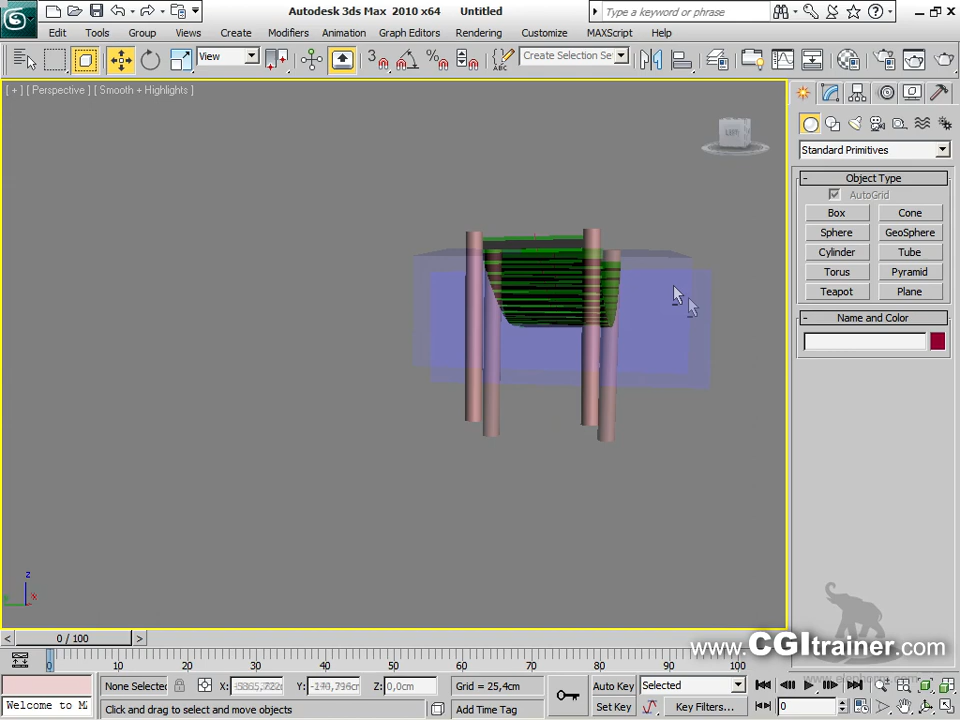 Autodesk 3ds Max 2010 x64 Untitled
Type a keyword or phrase
Edit Tools Group Views Create Modifiers Animation Graph Editors Rendering Customize MAXScript Help
View
3
Create Selection Se
[ + ] [ Perspective ] [ Smooth + Highlights ]
Standard Primitives
- Object Type
AutoGrid
Box Cone
Sphere GeoSphere
Cylinder Tube
Torus Pyramid
Teapot Plane
- Name and Color
z
x
< 0 / 100 >
www.CGItrainer.com
0 10 20 30 40 50 60 70 80 90 100
None Selected X: Y: Z: 0,0cm Grid = 25,4cm Auto Key Selected
Welcome to M Click and drag to select and move objects Add Time Tag Set Key Key Filters... 0